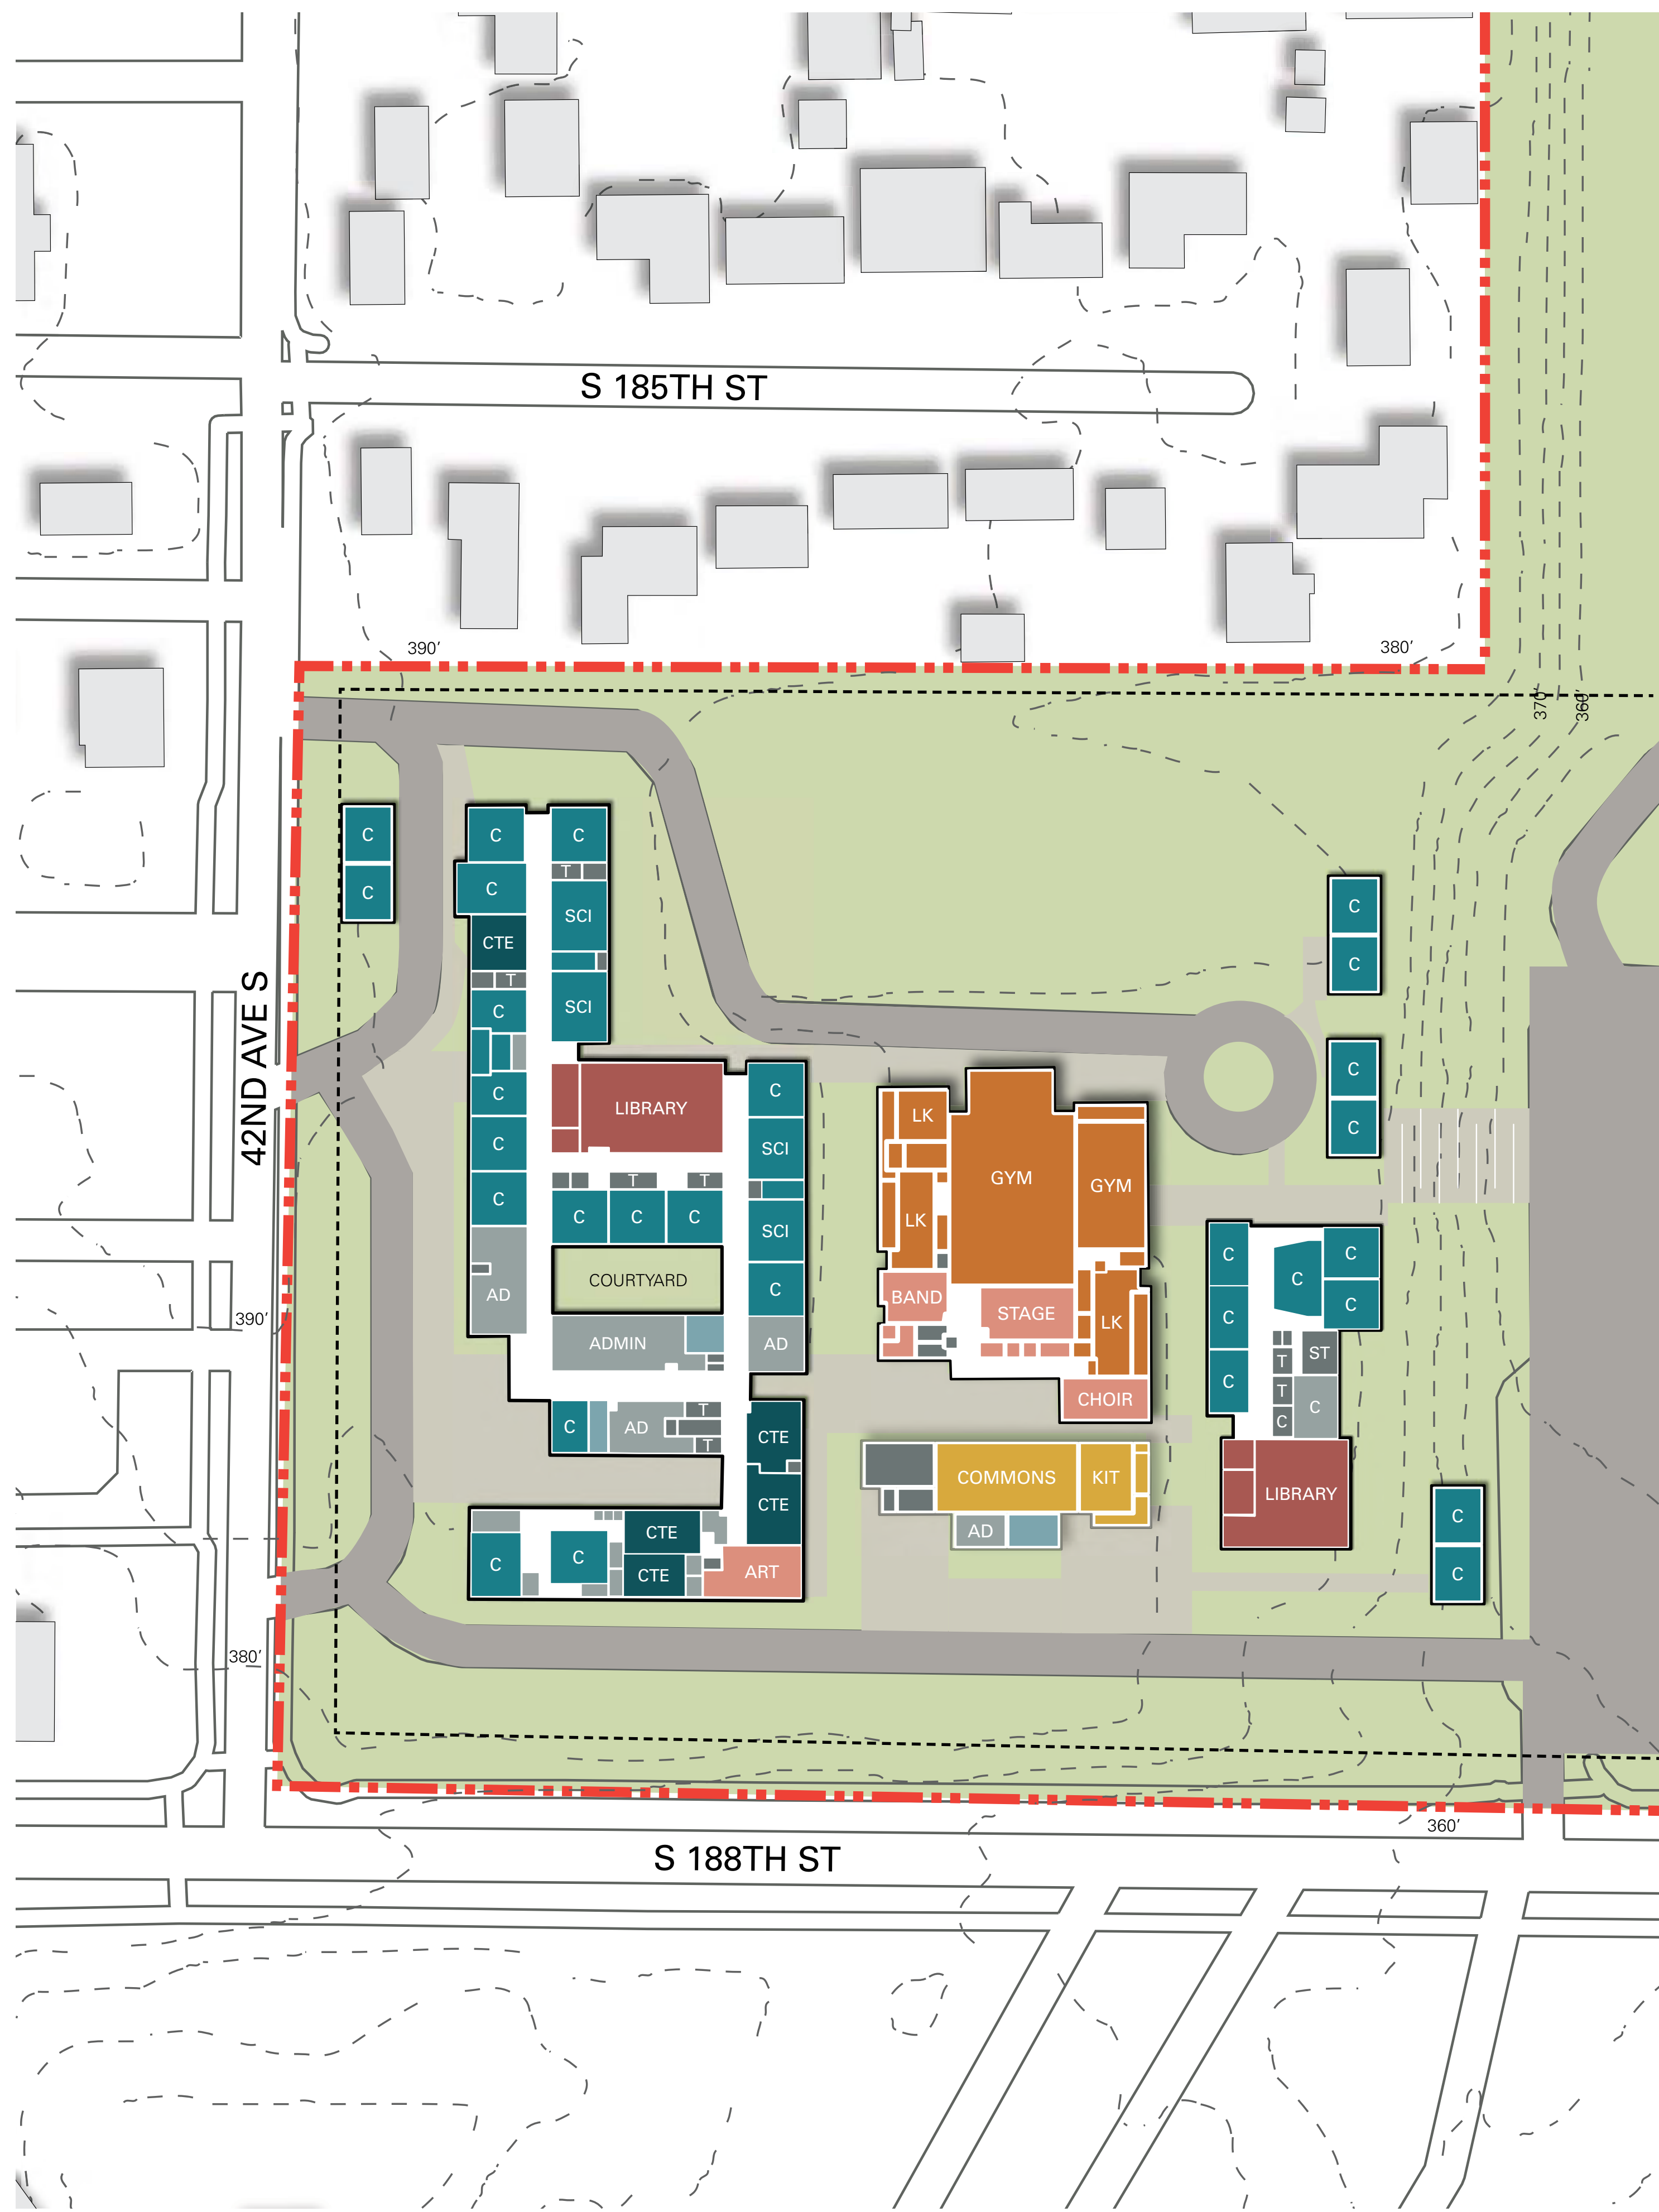 S 185TH ST
390'
380'
370'
360'
C
C
C
C
C
T
C
SCI
CTE
T
C
SCI
C
C
C
42ND AVE S
LIBRARY
C
SCI
T
T
C
C
C
SCI
COURTYARD
C
AD
ADMIN
AD
C
AD
T
T
CTE
CTE
CTE
CTE
C
C
ART
LK
GYM
GYM
LK
BAND
STAGE
LK
CHOIR
COMMONS
KIT
AD
C
C
C
C
C
C
C
C
C
C
T
ST
C
T
C
C
LIBRARY
C
C
390'
380'
360'
S 188TH ST